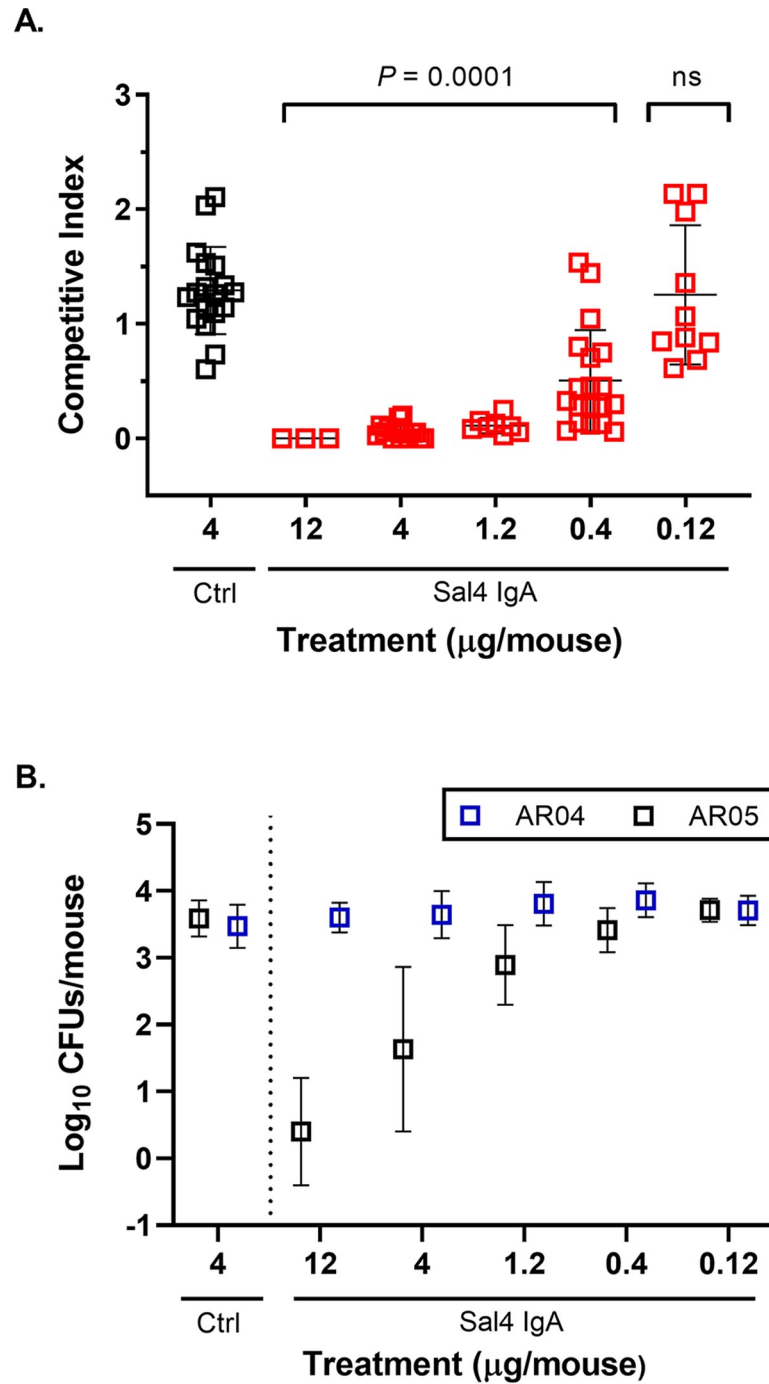 A.
P = 0.0001 ns
Competitive Index
3
2
1
0
4 12 4 1.2 0.4 0.12
Ctrl Sal4 IgA
Treatment (μg/mouse)
B.
AR04 AR05
Log10 CFUs/mouse
5
4
3
2
1
0
-1
4 12 4 1.2 0.4 0.12
Ctrl Sal4 IgA
Treatment (μg/mouse)